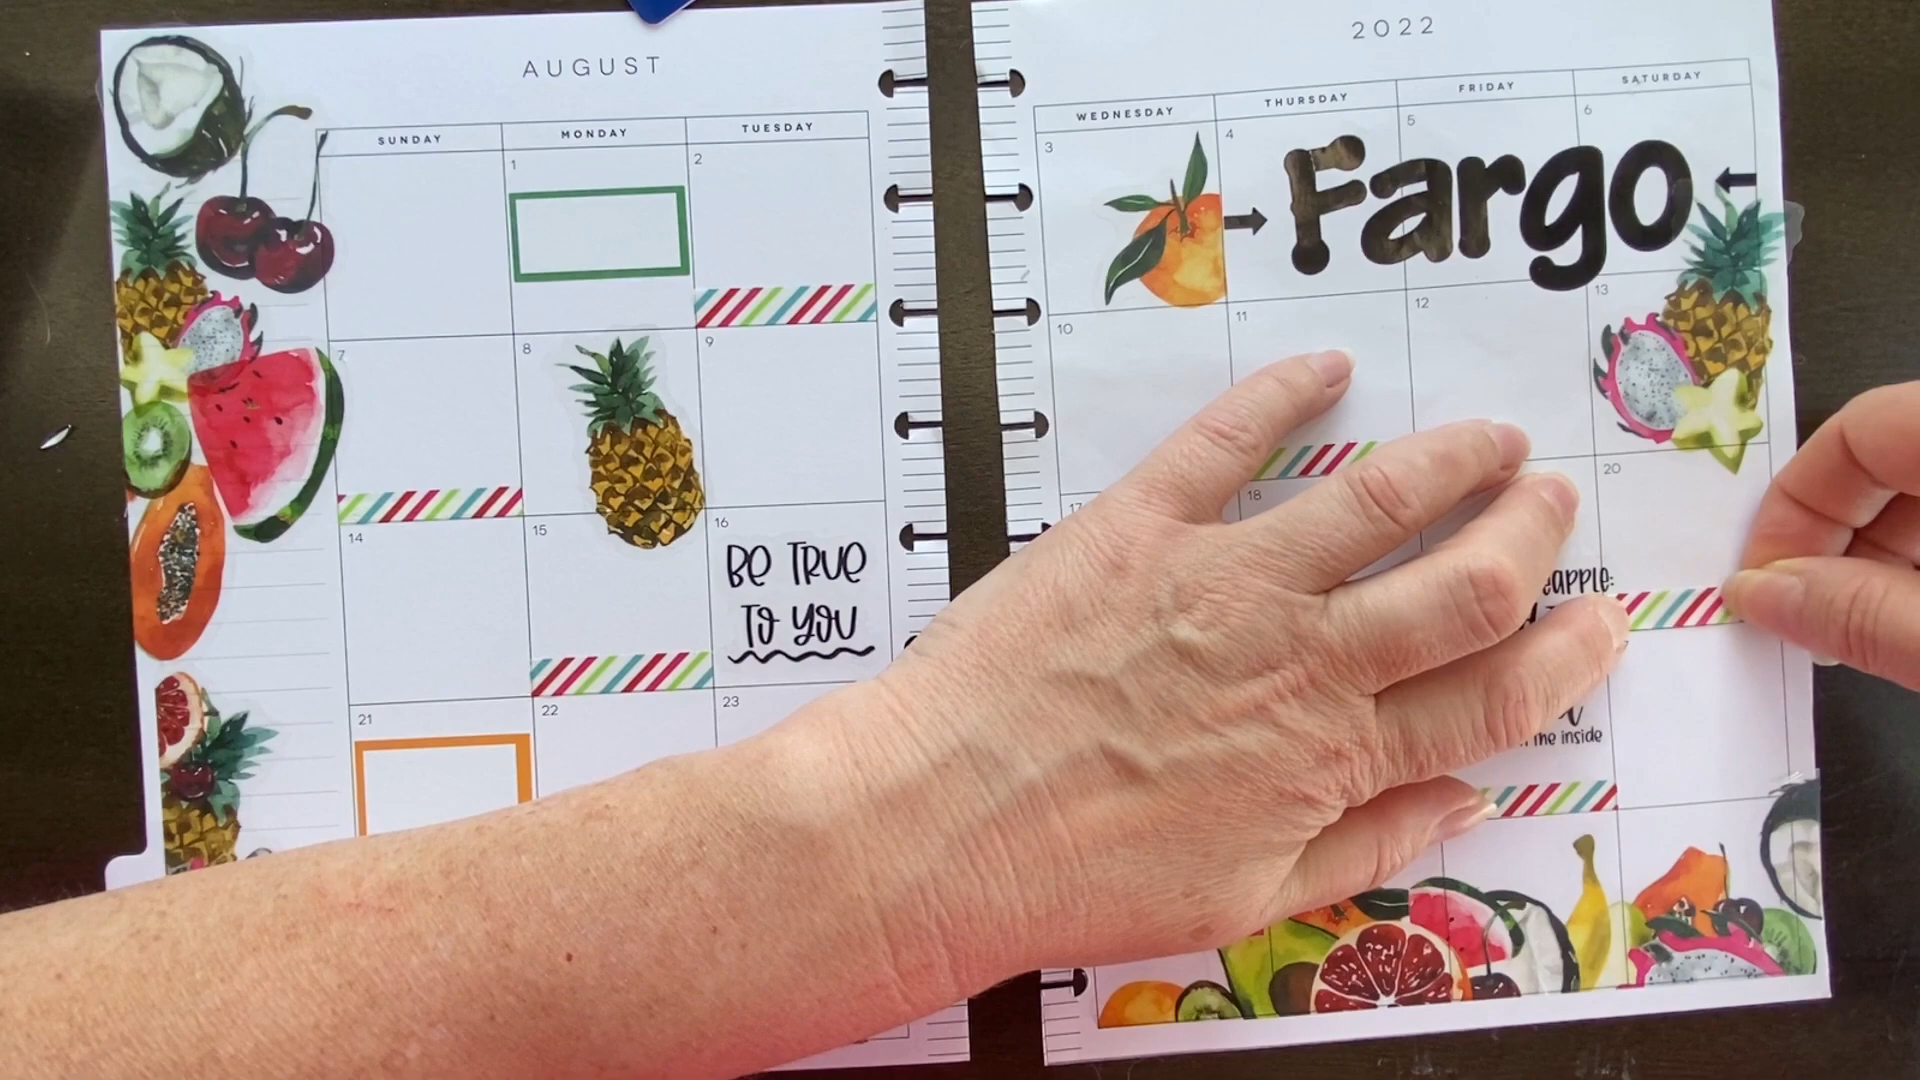 AUGUST
SUNDAY MONDAY TUESDAY
1 2
7 8 9
14 15 16
BE TRUE
TO YOU
21 22 23
2022
WEDNESDAY THURSDAY FRIDAY SATURDAY
3 4 5 6
Fargo
10 11 12 13
17 18 20
the inside